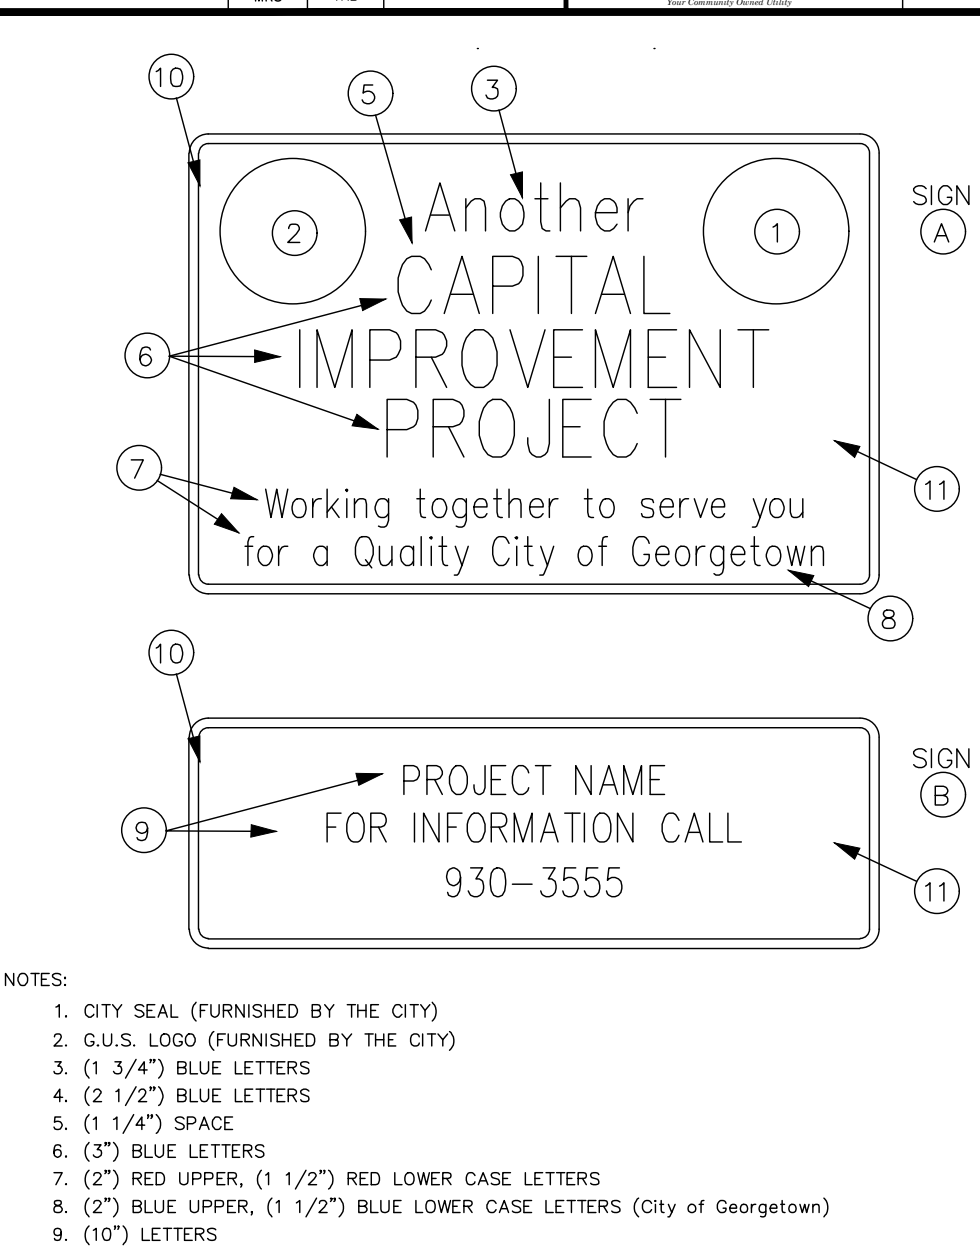 Your Community Owned Utility
10
5
3
Another
2
1
SIGN
A
CAPITAL
6
IMPROVEMENT
PROJECT
7
11
Working together to serve you
for a Quality City of Georgetown
8
10
SIGN
B
PROJECT NAME
9
FOR INFORMATION CALL
930-3555
11
NOTES:
1. CITY SEAL (FURNISHED BY THE CITY)
2. G.U.S. LOGO (FURNISHED BY THE CITY)
3. (1 3/4") BLUE LETTERS
4. (2 1/2") BLUE LETTERS
5. (1 1/4") SPACE
6. (3") BLUE LETTERS
7. (2") RED UPPER, (1 1/2") RED LOWER CASE LETTERS
8. (2") BLUE UPPER, (1 1/2") BLUE LOWER CASE LETTERS (City of Georgetown)
9. (10") LETTERS